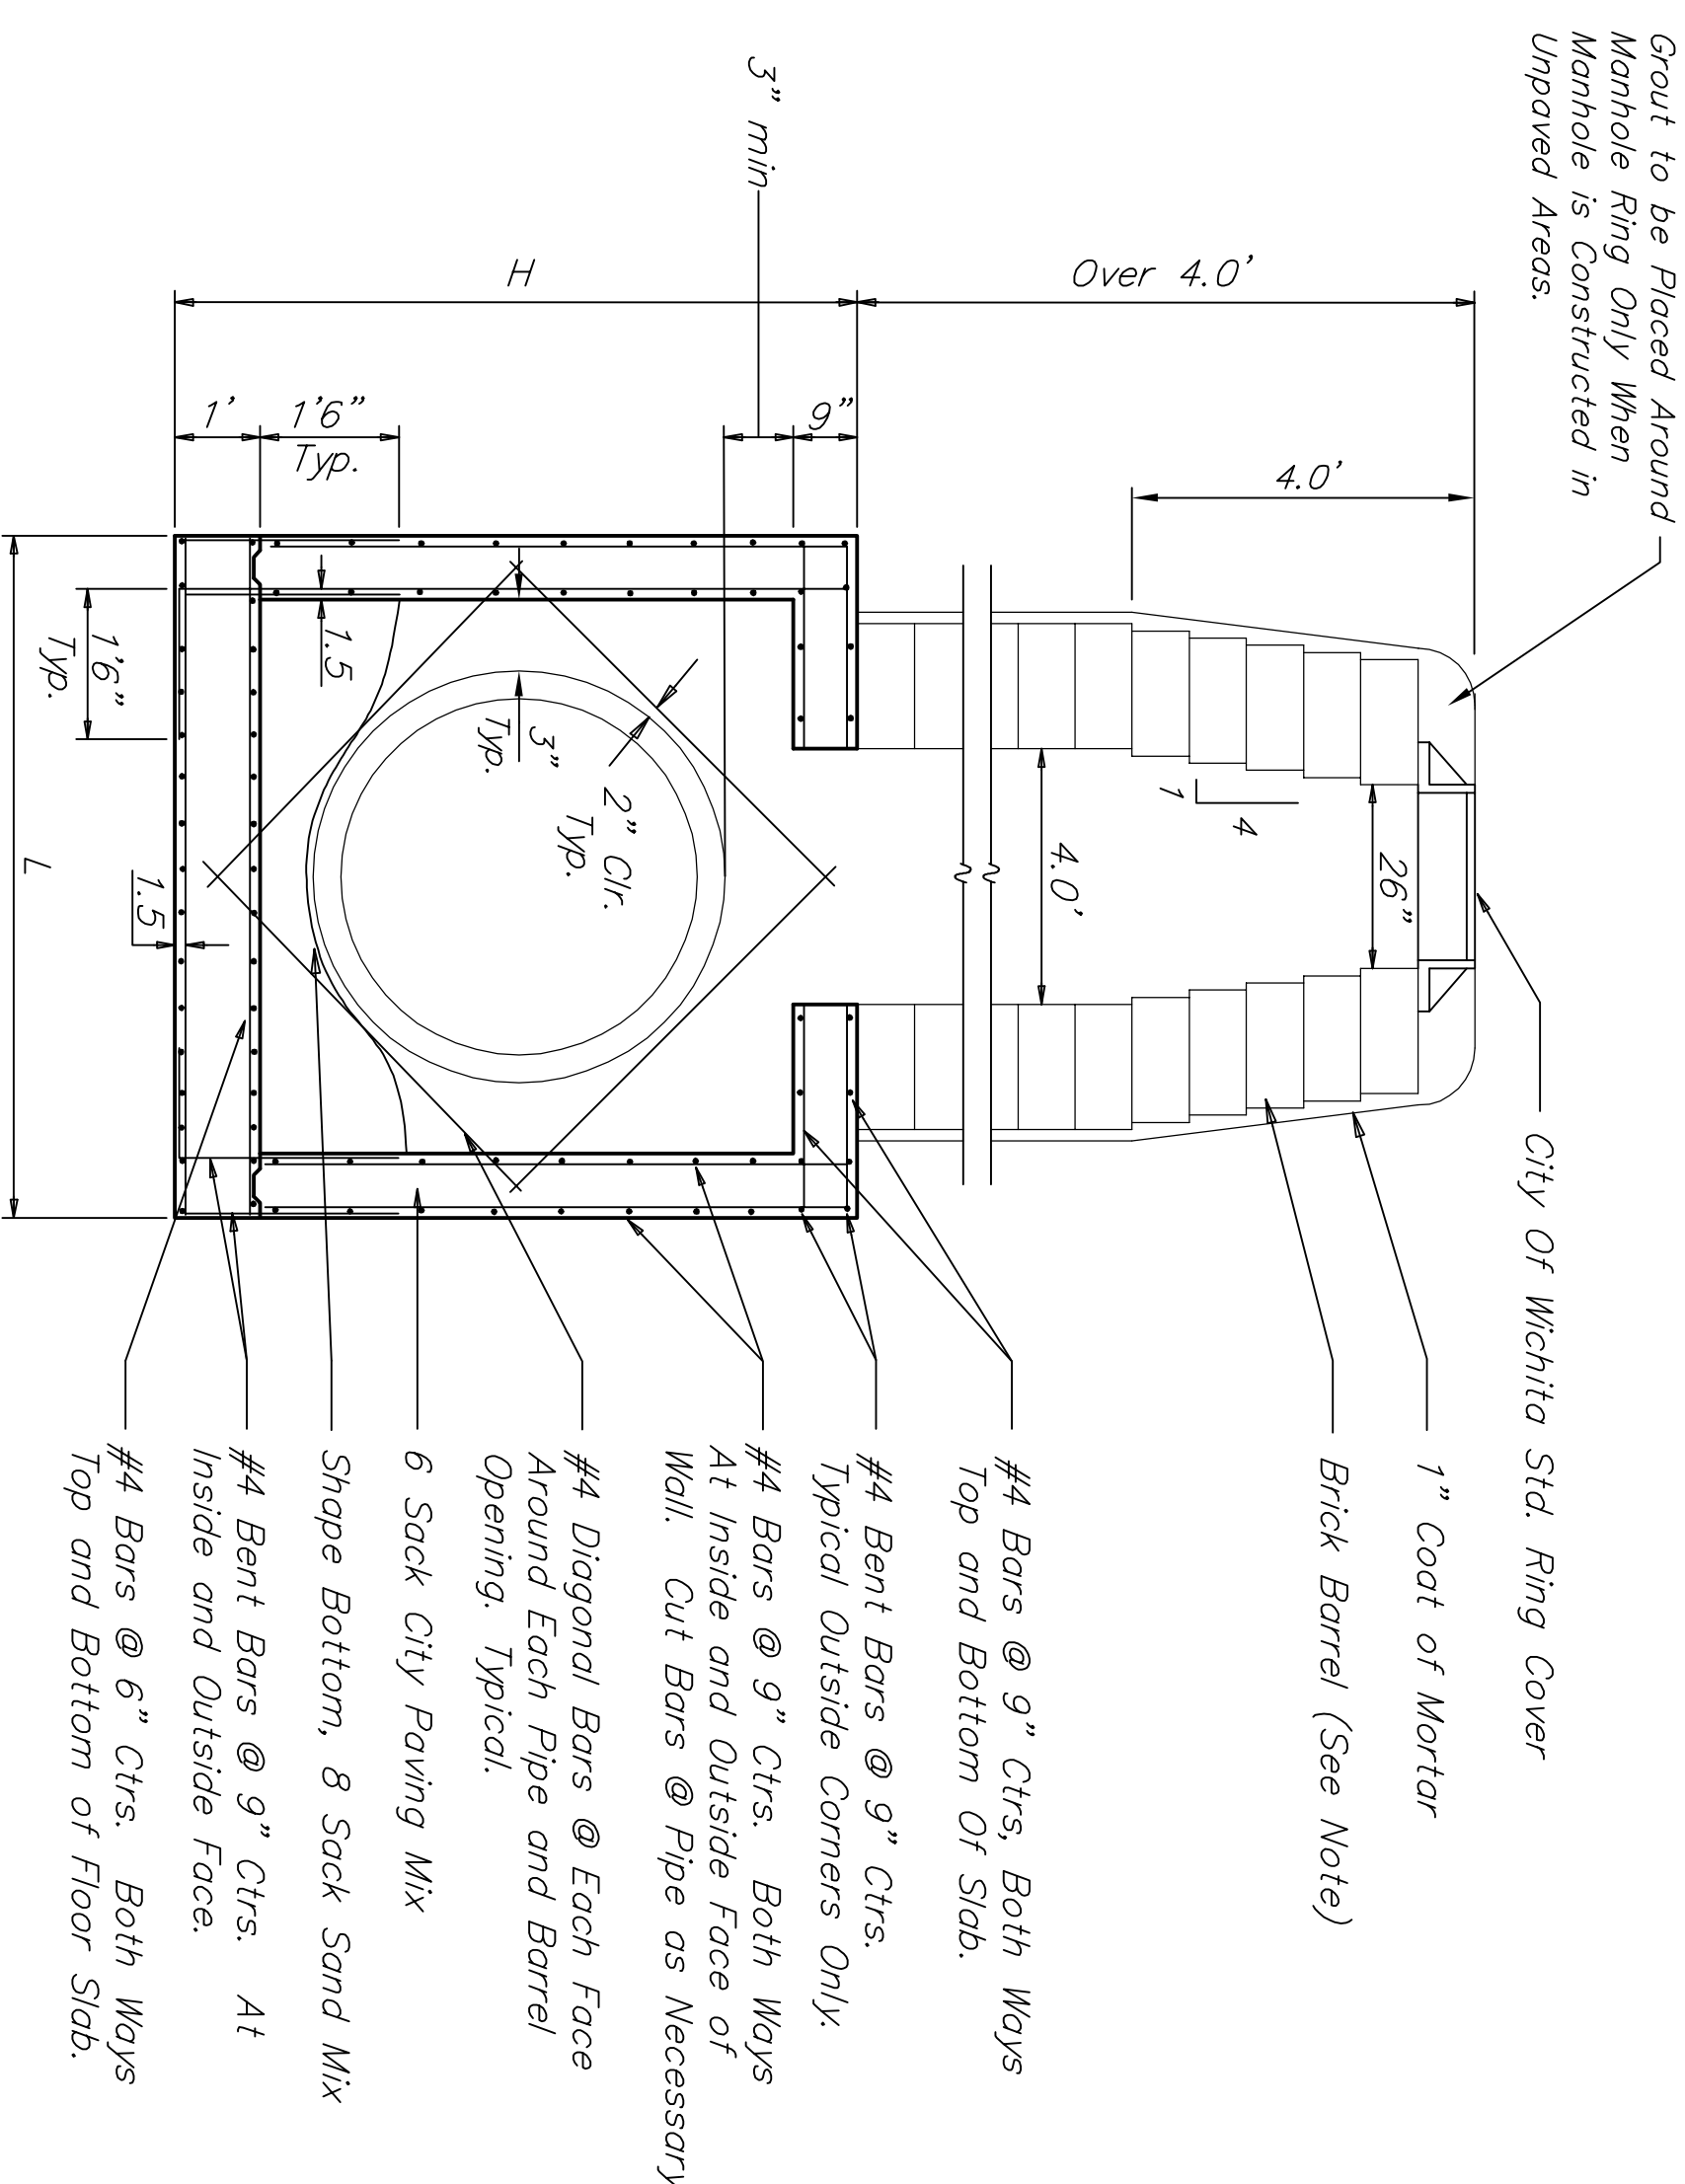 Grout to be Placed Around
Manhole Ring Only When
Manhole is Constructed in
Unpaved Areas.
City Of Wichita Std. Ring Cover
1" Coat of Mortar
Brick Barrel (See Note)
#4 Bars @ 9" Ctrs, Both Ways
Top and Bottom Of Slab.
#4 Bent Bars @ 9" Ctrs.
Typical Outside Corners Only.
#4 Bars @ 9" Ctrs. Both Ways
At Inside and Outside Face of
Wall. Cut Bars @ Pipe as Necessary
#4 Diagonal Bars @ Each Face
Around Each Pipe and Barrel
Opening. Typical.
6 Sack City Paving Mix
Shape Bottom, 8 Sack Sand Mix
#4 Bent Bars @ 9" Ctrs. At
Inside and Outside Face.
#4 Bars @ 6" Ctrs. Both Ways
Top and Bottom of Floor Slab.
Over 4.0'
4.0'
26"
4
1
4.0'
3" min
H
9"
1'6"
Typ.
1'
2" Clr.
Typ.
3"
Typ.
1.5
1'6"
Typ.
1.5
L